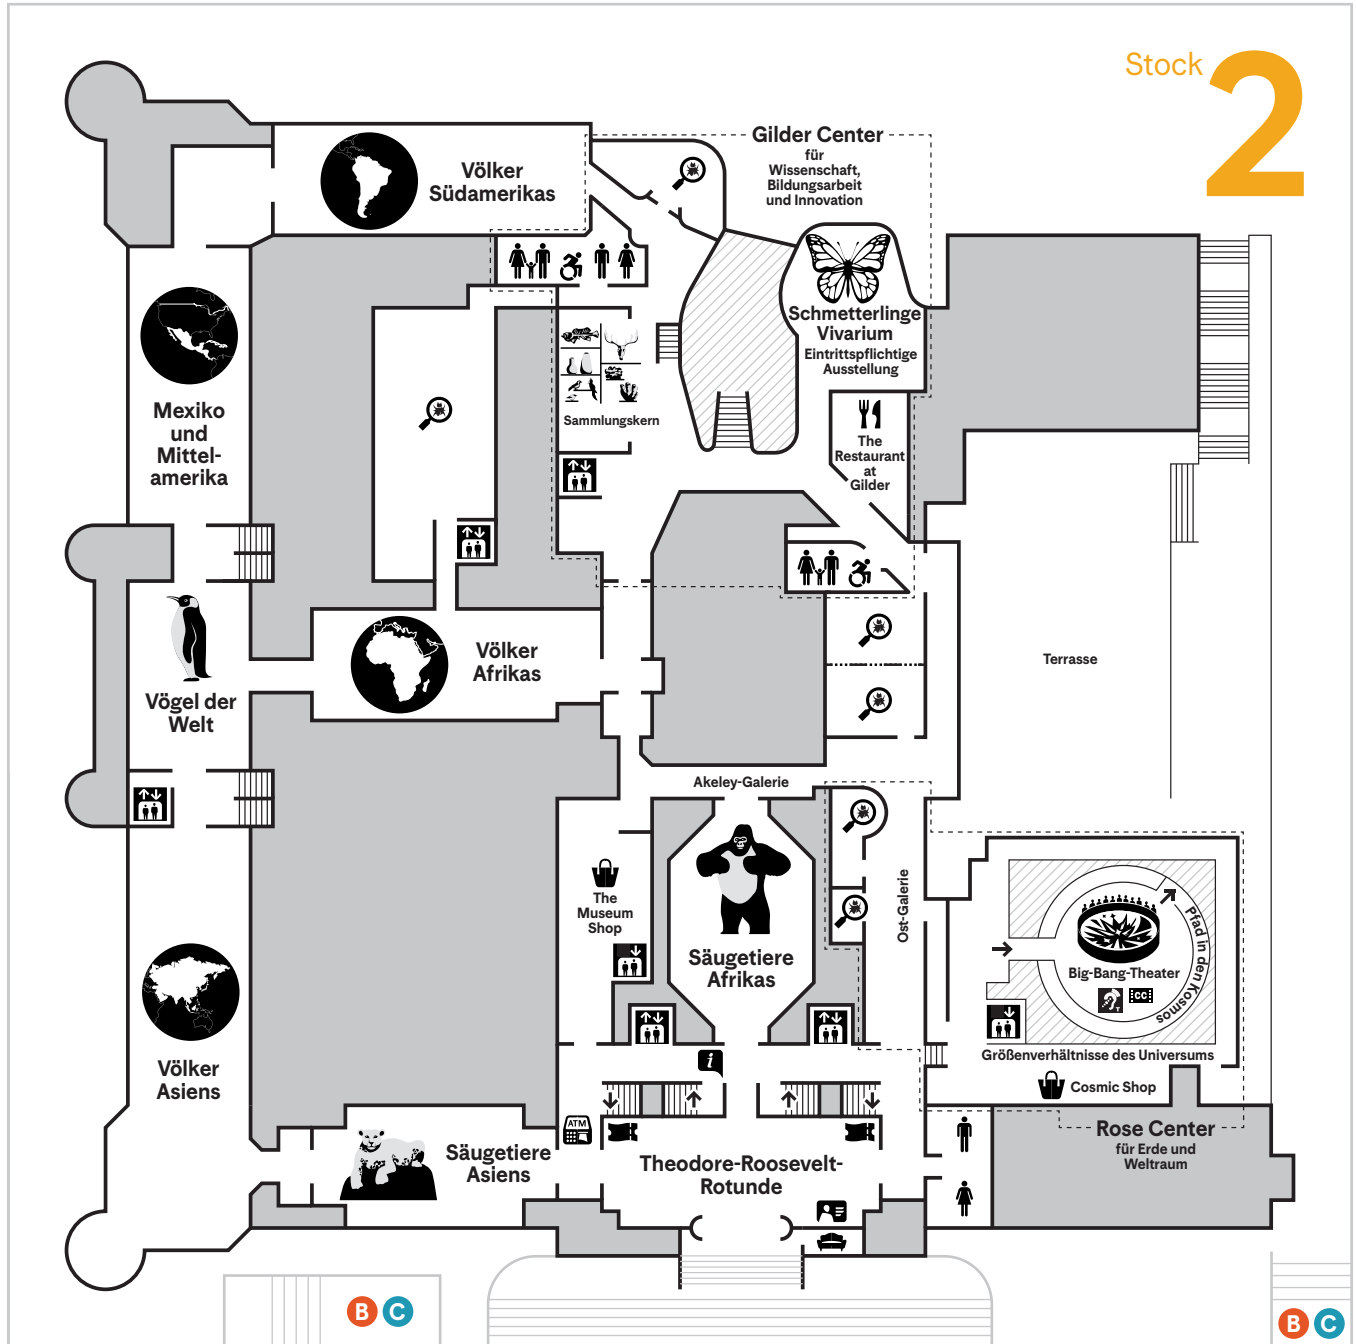 Stock
2
Gilder Center
für
Wissenschaft,
Bildungsarbeit
und Innovation
Völker
Südamerikas
Schmetterlinge
Vivarium
Eintrittspflichtige
Ausstellung
Mexiko
und
Mittel-
amerika
Sammlungskern
The
Restaurant
at
Gilder
Völker
Afrikas
Terrasse
Vögel der
Welt
Akeley-Galerie
The
Museum
Shop
Ost-Galerie
Säugetiere
Afrikas
Big-Bang-Theater
Pfad in den Kosmos
T
CC
Größenverhältnisse des Universums
Cosmic Shop
i
Völker
Asiens
ATM
Säugetiere
Asiens
Theodore-Roosevelt-
Rotunde
Rose Center
für Erde und
Weltraum
B C
B C